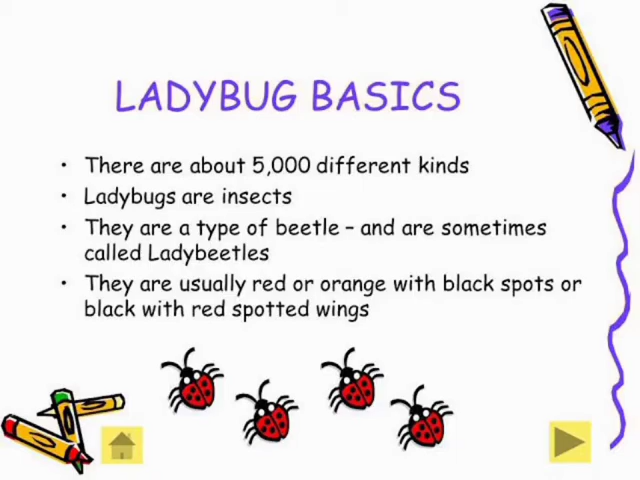 LADYBUG BASICS
• There are about 5,000 different kinds
• Ladybugs are insects
• They are a type of beetle – and are sometimes
called Ladybeetles
• They are usually red or orange with black spots or
black with red spotted wings